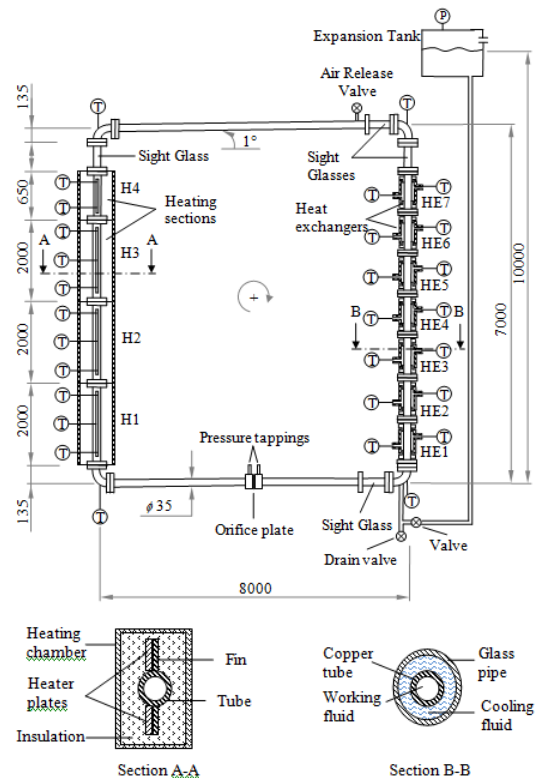 P
Expansion Tank
Air Release
Valve
T
T
135
1°
Sight Glass
Sight
Glasses
650
T
H4
T
Heating
sections
Heat
exchangers
T
T
HE7
A
A
T
H3
T
T
2000
T
T
HE6
T
T
HE5
10000
7000
B
B
T
T
HE4
2000
T
H2
T
T
T
T
HE3
T
T
HE2
2000
T
H1
T
T
T
T
HE1
Pressure tappings
135
ϕ 35
T
Orifice plate
Sight Glass
T
Drain valve
Valve
8000
Heating
chamber
Heater
plates
Insulation
Fin
Tube
Section A-A
Copper
tube
Working
fluid
Glass
pipe
Cooling
fluid
Section B-B